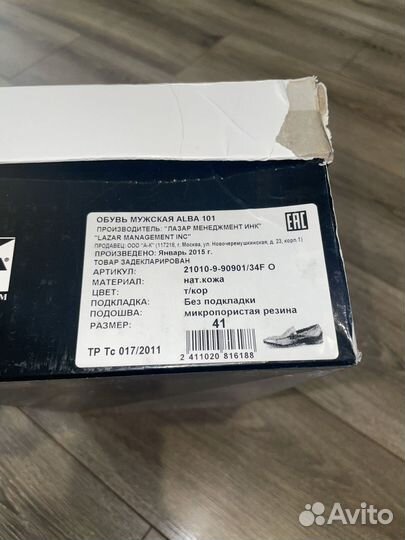 ОБУВЬ МУЖСКАЯ ALBA 101
ПРОИЗВОДИТЕЛЬ: "ЛАЗАР МЕНЕДЖМЕНТ ИНК"
"LAZAR MANAGEMENT INC"
ПРОДАВЕЦ: ООО "А-К" (117218, г. Москва, ул. Новочеремушкинская, д. 23, корп.1)
ПРОИЗВЕДЕНО: Январь 2015 г.
ТОВАР ЗАДЕКЛАРИРОВАН
EAC
АРТИКУЛ: 21010-9-90901/34F O
МАТЕРИАЛ: нат.кожа
ЦВЕТ: т/кор
ПОДКЛАДКА: Без подкладки
ПОДОШВА: микропористая резина
РАЗМЕР: 41
ТР Тс 017/2011
2 411020 816188
A
M
Avito